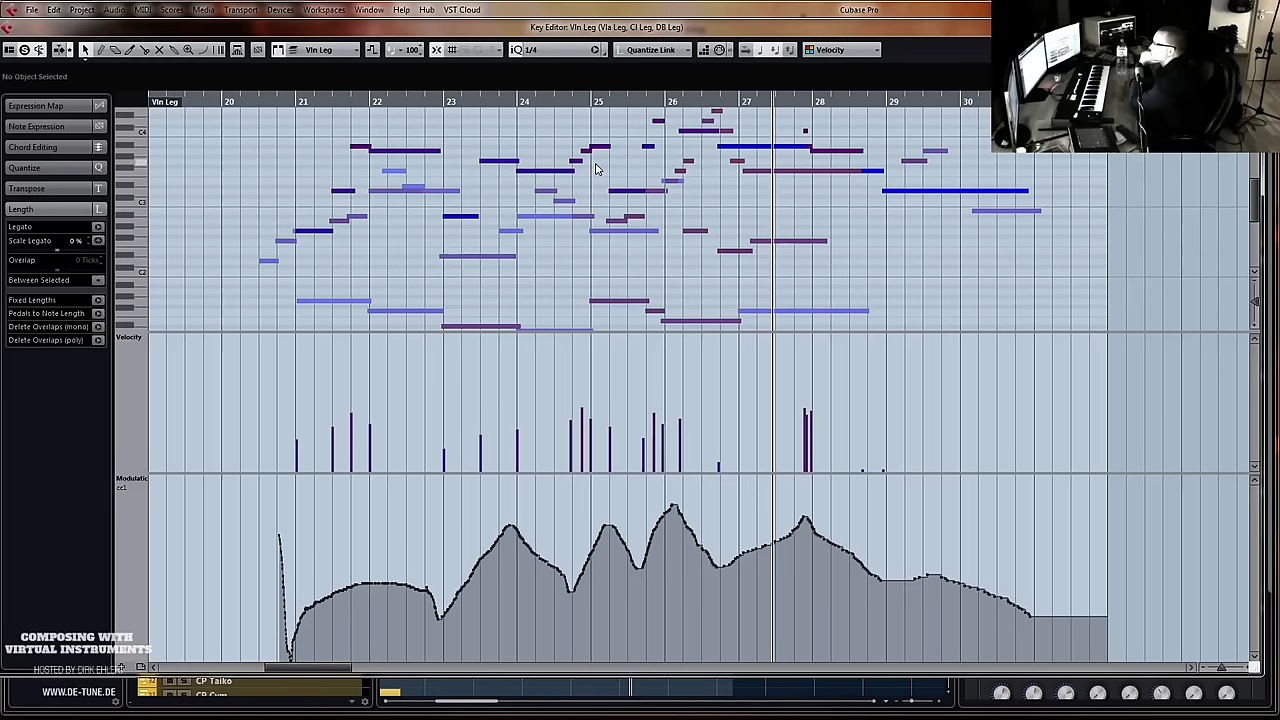 File Edit Project Audio MIDI Scores Media Transport Devices Workspaces Window Help Hub VST Cloud Cubase Pro
Key Editor: Vln Leg (Vla Leg, Cl Leg, DB Leg)
Vln Leg 100 iQ 1/4 Quantize Link Velocity
No Object Selected
Expression Map
Note Expression
Chord Editing
Quantize
Transpose
Length
Legato
Scale Legato 0 %
Overlap 0 Ticks
Between Selected
Fixed Lengths
Pedals to Note Length
Delete Overlaps (mono)
Delete Overlaps (poly)
Vln Leg 20 21 22 23 24 25 26 27 28 29 30
C4
C3
C2
Velocity
Modulatic
cc1
COMPOSING WITH
VIRTUAL INSTRUMENTS
WWW.DE-TUNE.DE
CP Taiko
CP Cym